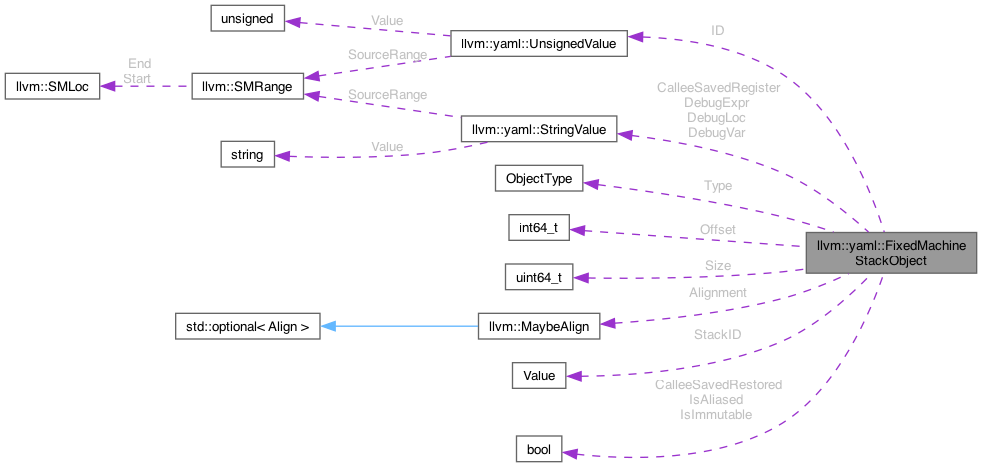 unsigned
Value
llvm::yaml::UnsignedValue
ID
SourceRange
End
Start
llvm::SMLoc
llvm::SMRange
SourceRange
CalleeSavedRegister
DebugExpr
DebugLoc
DebugVar
llvm::yaml::StringValue
string
Value
ObjectType
Type
int64_t
Offset
llvm::yaml::FixedMachine
StackObject
uint64_t
Size
Alignment
std::optional< Align >
llvm::MaybeAlign
StackID
Value
CalleeSavedRestored
IsAliased
IsImmutable
bool